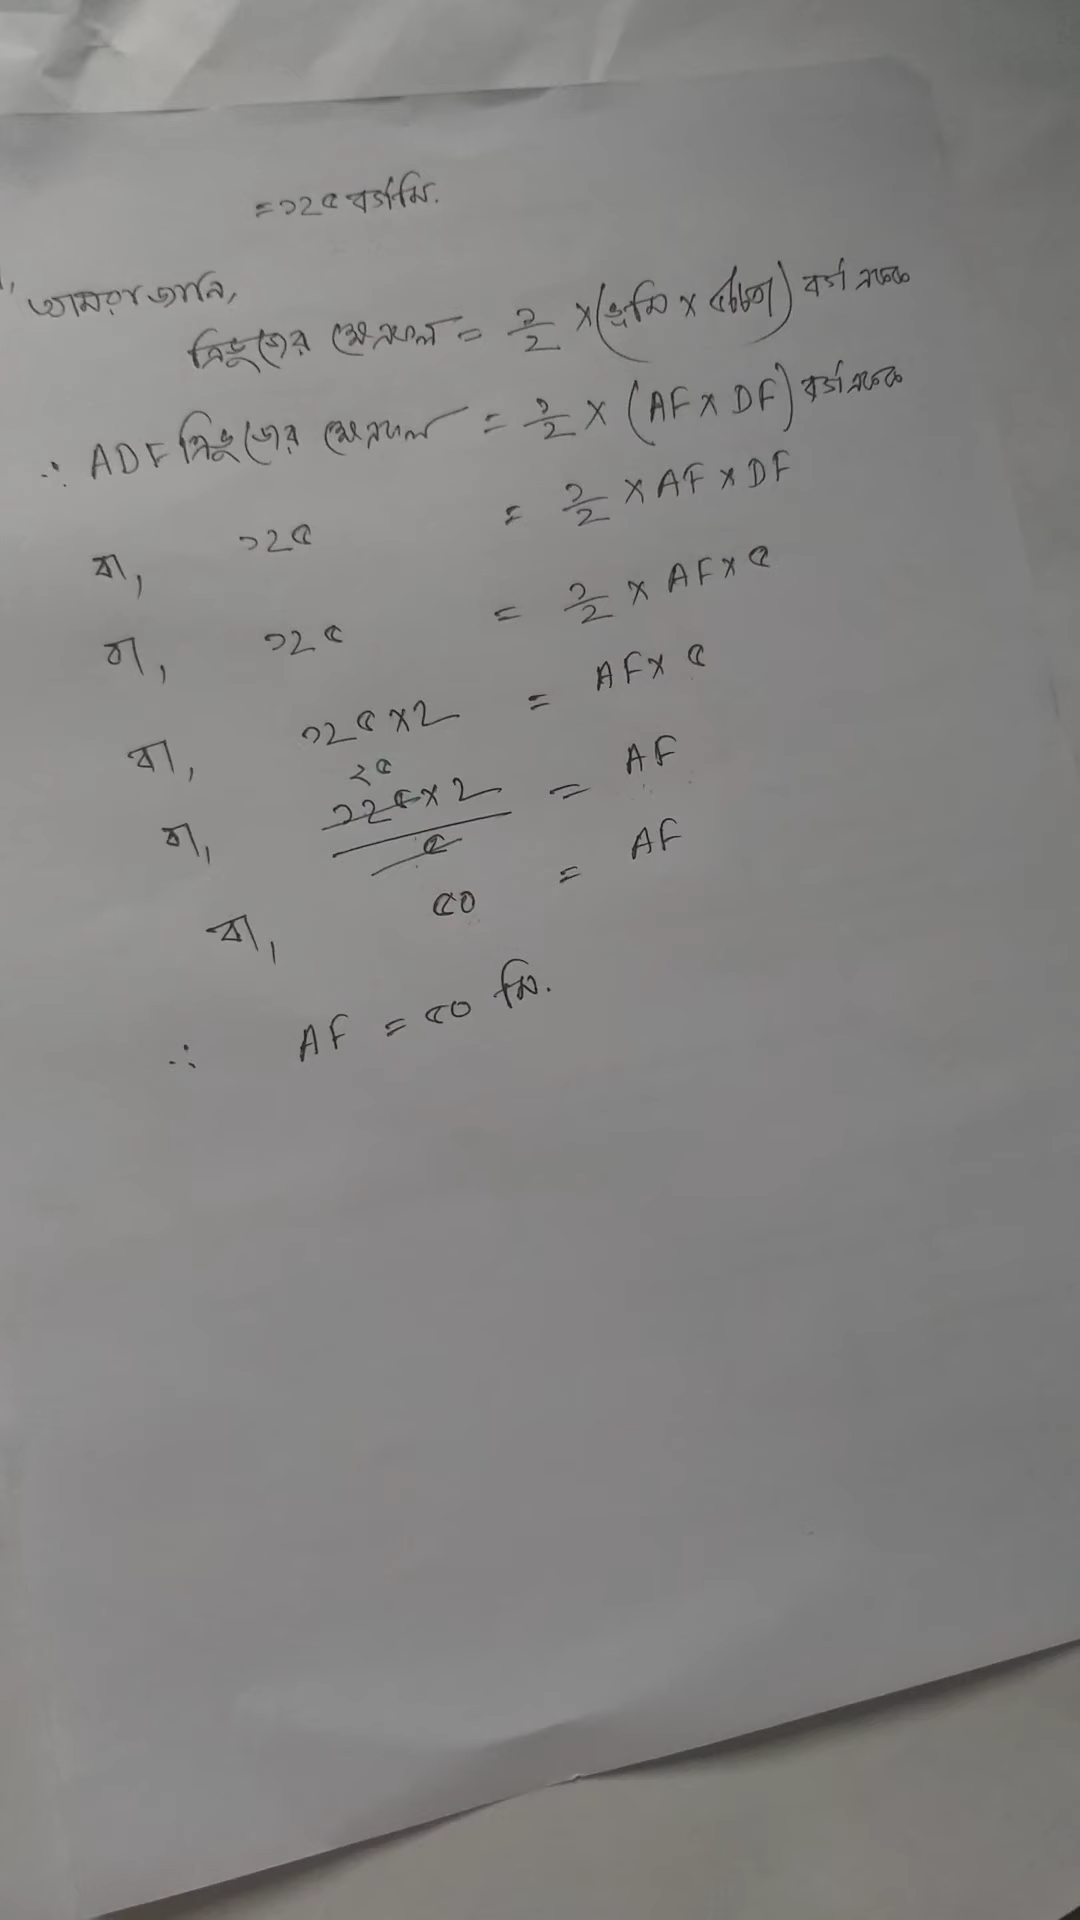 = ১২৫ বর্গমি.
আমরা জানি,
ত্রিভুজের ক্ষেত্রফল = ১/২ × (ভূমি × উচ্চতা) বর্গ একক
∴ ADF ত্রিভুজের ক্ষেত্রফল = ১/২ × (AF × DF) বর্গ একক
বা, ১২৫ = ১/২ × AF × DF
বা, ১২৫ = ১/২ × AF × ৫
বা, ১২৫ × ২ = AF × ৫
২৫
বা, ১২৫ × ২ / ৫ = AF
বা, ৫০ = AF
∴ AF = ৫০ মি.